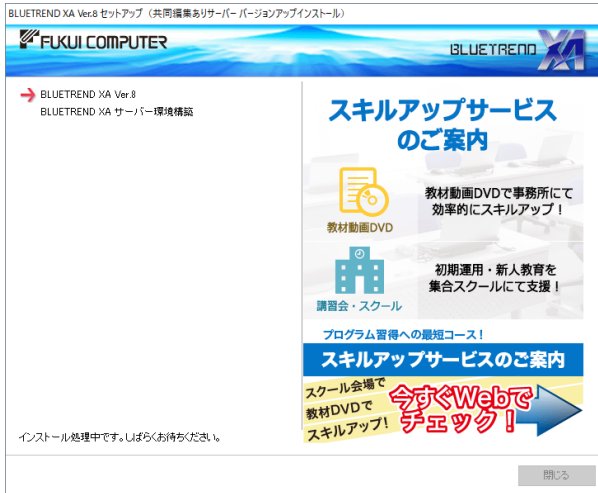 BLUETREND XA Ver.8 セットアップ（共同編集ありサーバー バージョンアップインストール）
FUKUI COMPUTER
BLUETREND XA
BLUETREND XA Ver.8
BLUETREND XA サーバー環境構築
スキルアップサービス
のご案内
教材動画DVD
教材動画DVDで事務所にて
効率的にスキルアップ！
講習会・スクール
初期運用・新人教育を
集合スクールにて支援！
プログラム習得への最短コース！
スキルアップサービスのご案内
スクール会場で
教材DVDで
スキルアップ！
今すぐWebで
チェック！
インストール処理中です。しばらくお待ちください。
閉じる